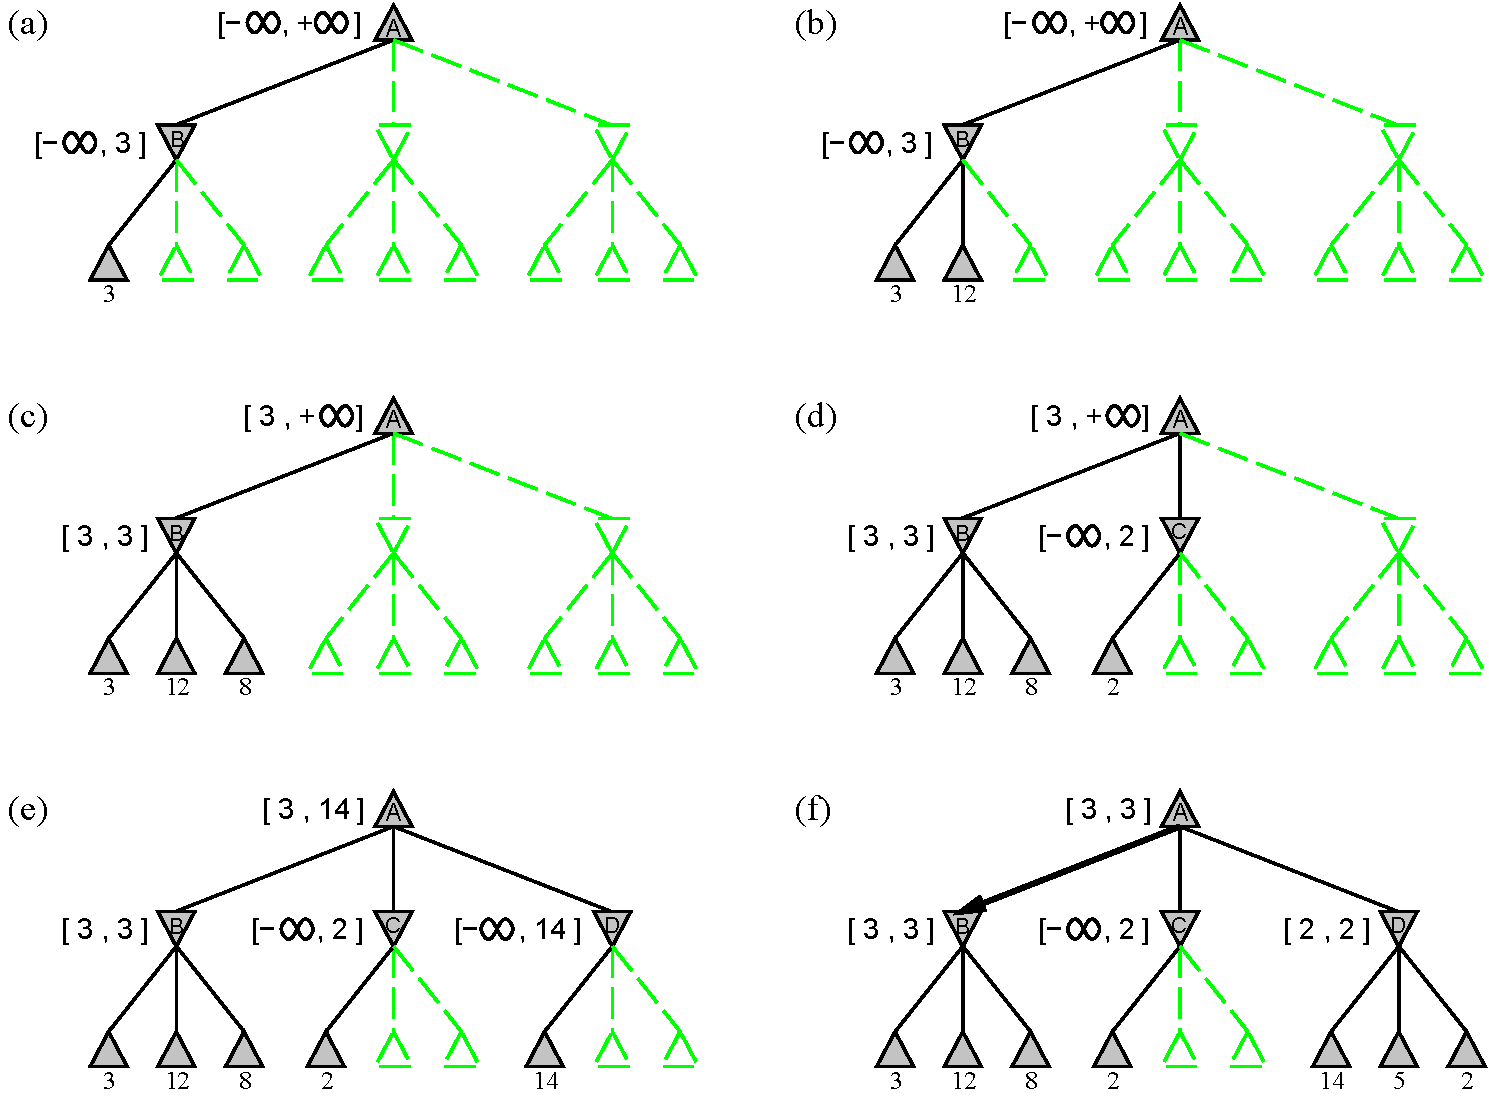 (a) [−∞, +∞] A
[−∞, 3 ] B
3
(b) [−∞, +∞] A
[−∞, 3 ] B
3 12
(c) [ 3 , +∞] A
[ 3 , 3 ] B
3 12 8
(d) [ 3 , +∞] A
[ 3 , 3 ] B [−∞, 2 ] C
3 12 8 2
(e) [ 3 , 14 ] A
[ 3 , 3 ] B [−∞, 2 ] C [−∞, 14 ] D
3 12 8 2 14
(f) [ 3 , 3 ] A
[ 3 , 3 ] B [−∞, 2 ] C [ 2 , 2 ] D
3 12 8 2 14 5 2